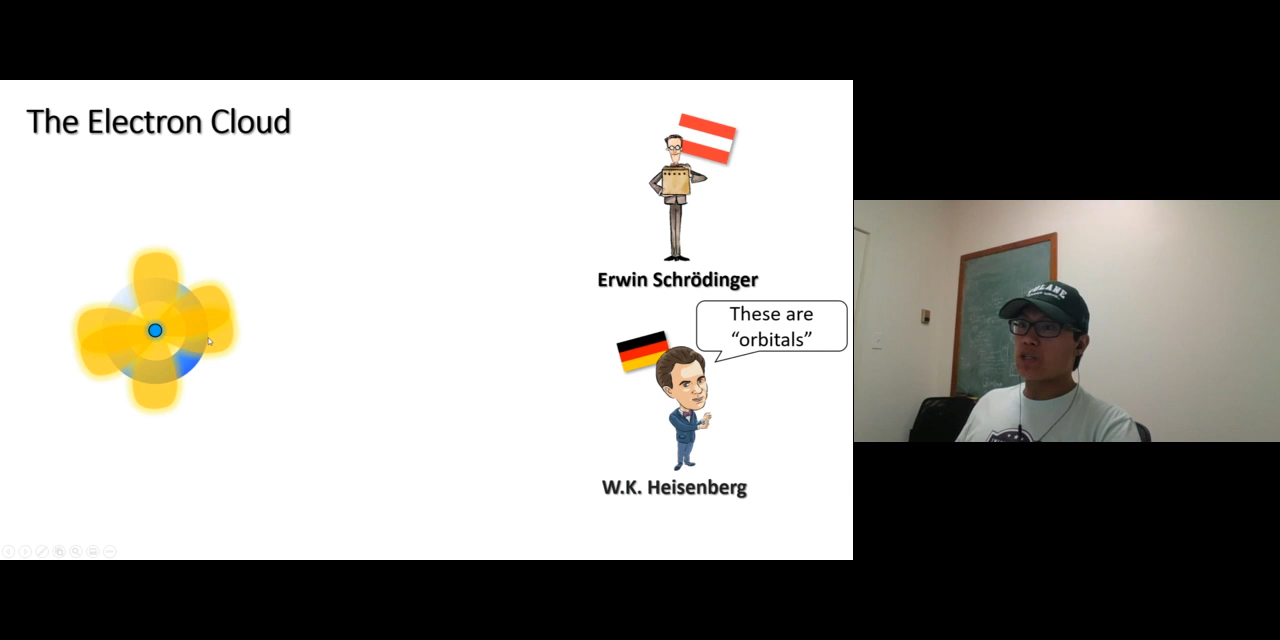 The Electron Cloud
Erwin Schrödinger
These are
“orbitals”
W.K. Heisenberg